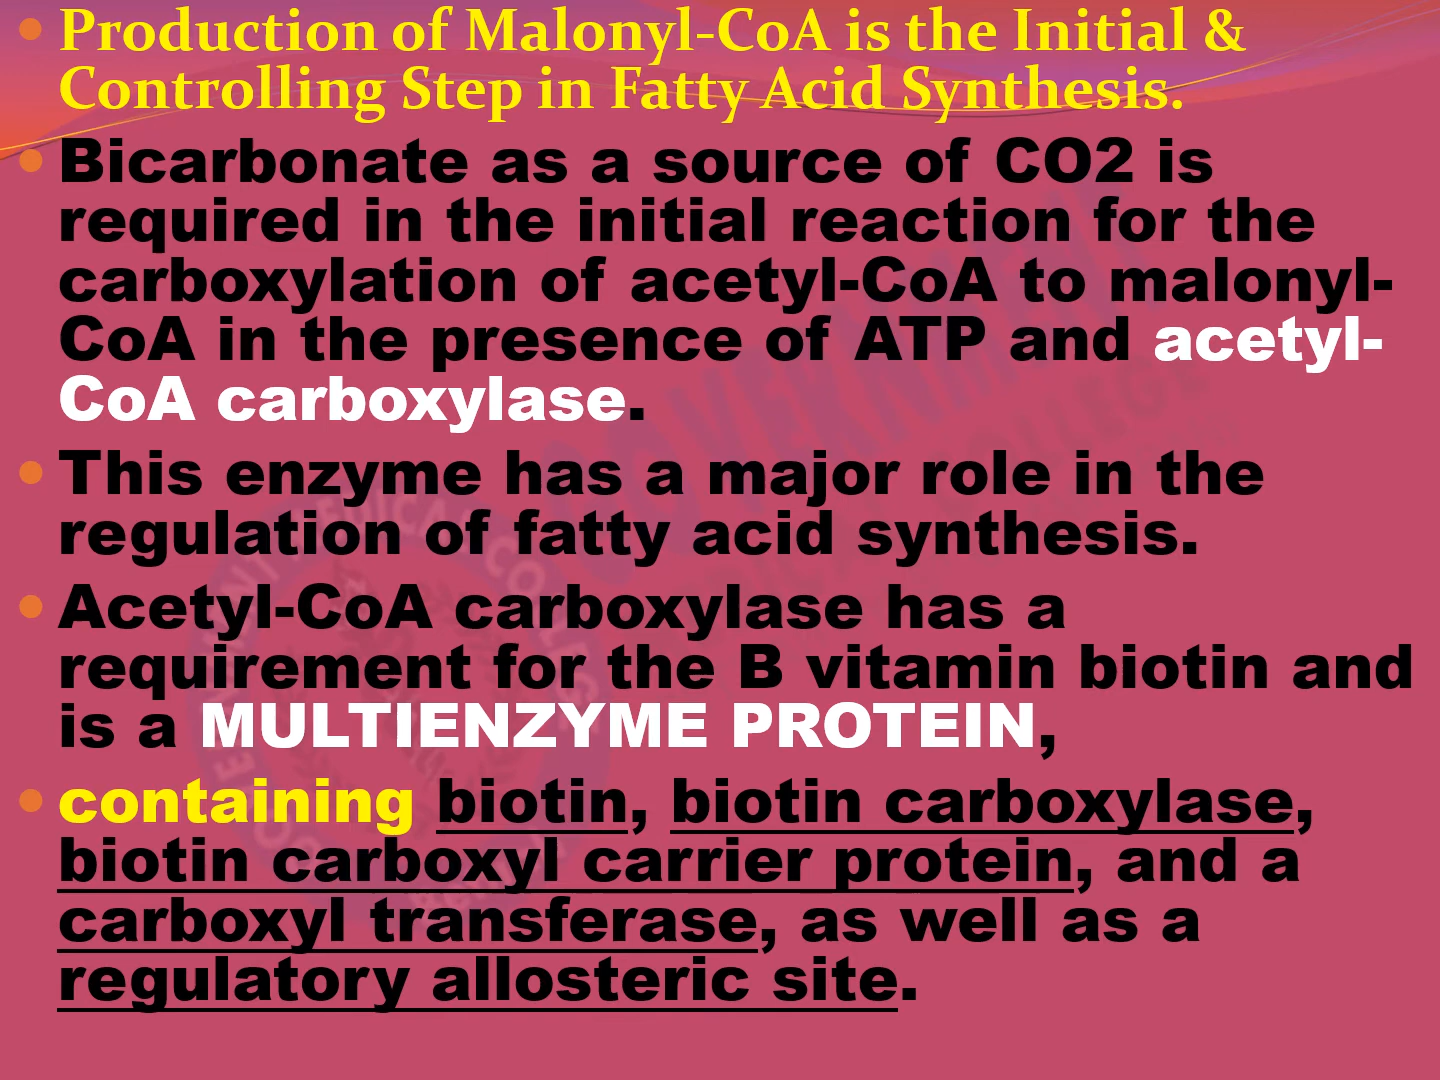 • Production of Malonyl-CoA is the Initial &
Controlling Step in Fatty Acid Synthesis.
• Bicarbonate as a source of CO2 is
required in the initial reaction for the
carboxylation of acetyl-CoA to malonyl-
CoA in the presence of ATP and acetyl-
CoA carboxylase.
• This enzyme has a major role in the
regulation of fatty acid synthesis.
• Acetyl-CoA carboxylase has a
requirement for the B vitamin biotin and
is a MULTIENZYME PROTEIN,
• containing biotin, biotin carboxylase,
biotin carboxyl carrier protein, and a
carboxyl transferase, as well as a
regulatory allosteric site.